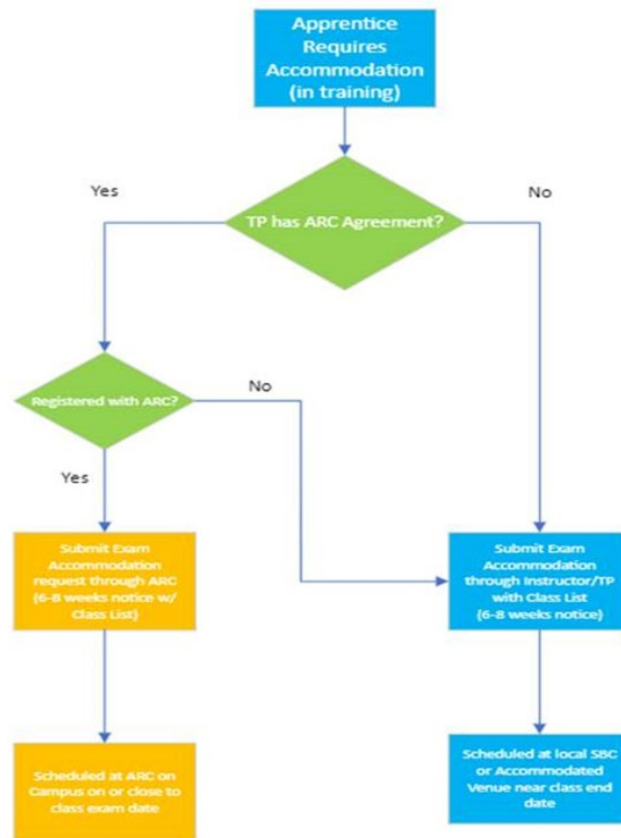 Apprentice
Requires
Accommodation
(in training)
Yes
No
TP has ARC Agreement?
Registered with ARC?
No
Yes
Submit Exam
Accommodation
request through ARC
(6-8 weeks notice w/
Class List)
Submit Exam
Accommodation
through Instructor/TP
with Class List
(6-8 weeks notice)
Scheduled at ARC on
Campus on or close to
class exam date
Scheduled at local SBC
or Accommodated
Venue near class end
date